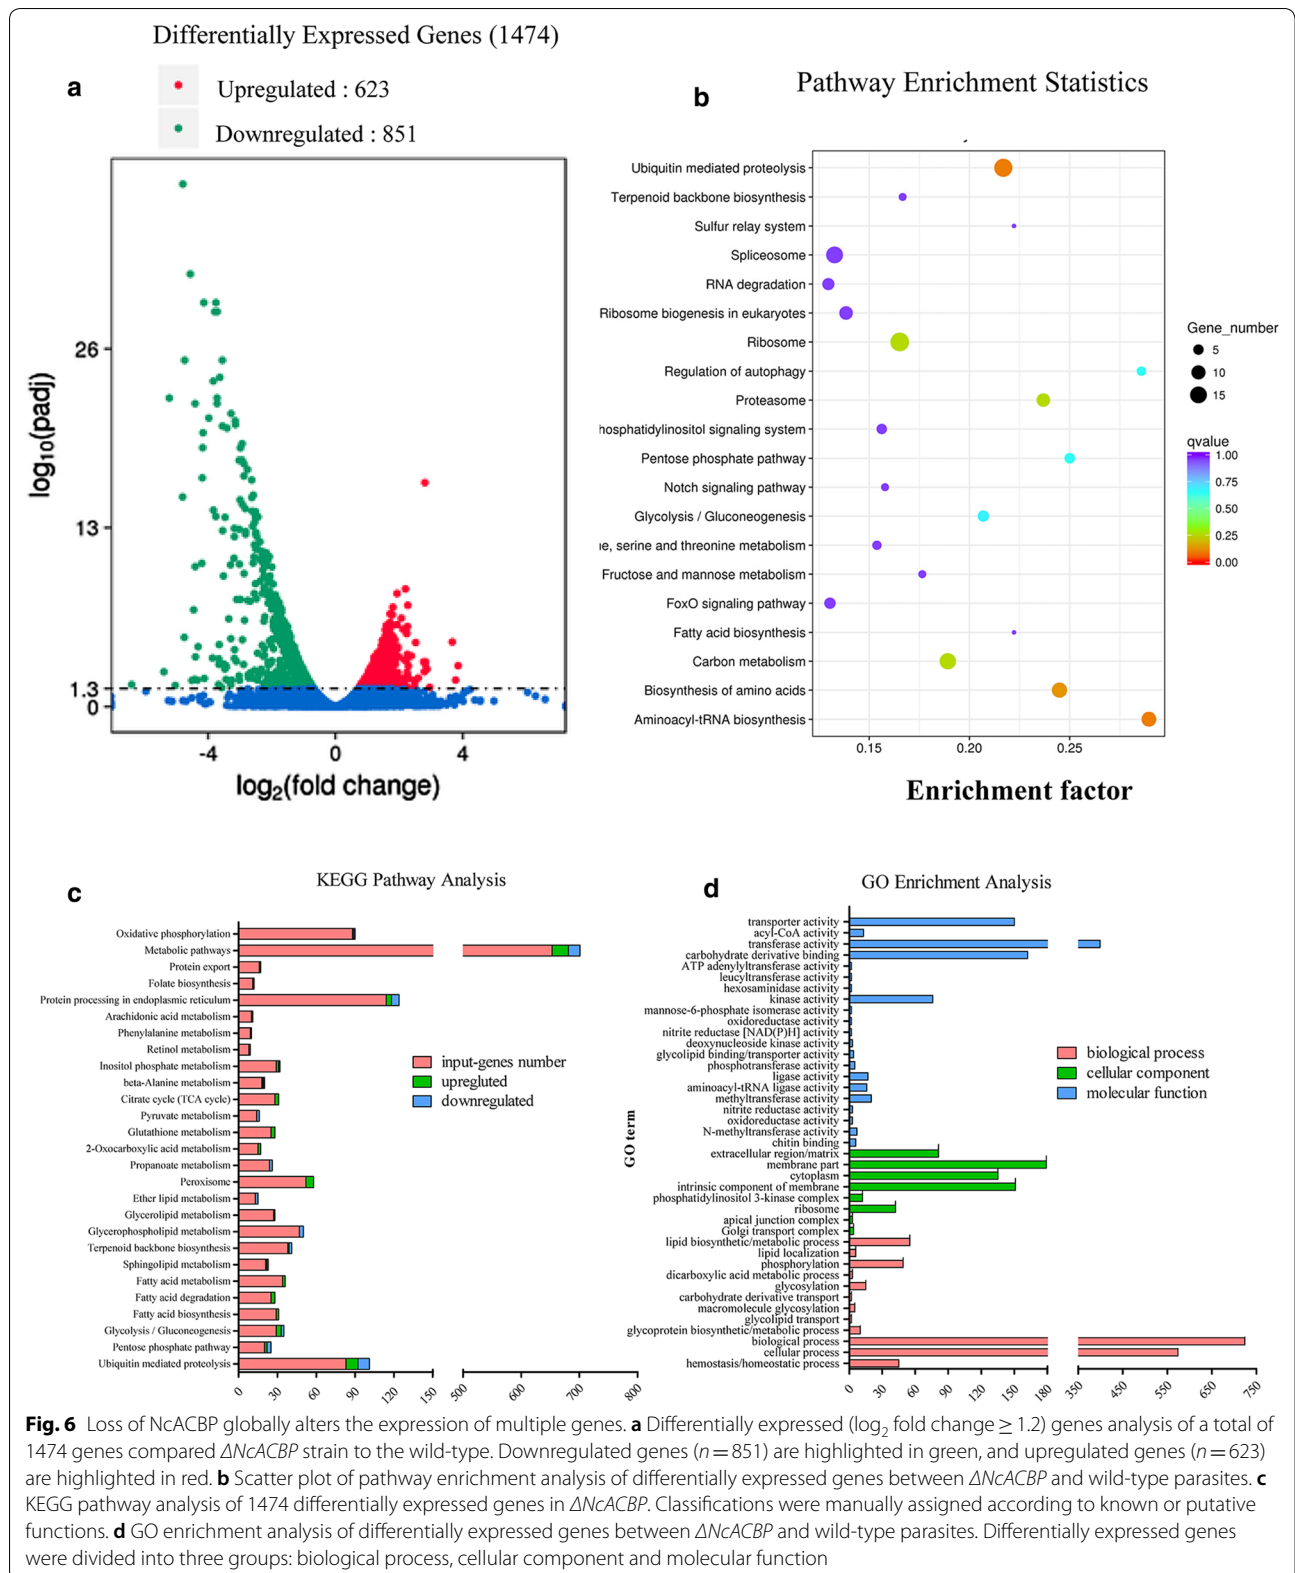 Differentially Expressed Genes (1474)
a
Upregulated : 623
Downregulated : 851
log10(padj)
26
13
1.3
0
-4
0
4
log2(fold change)
b
Pathway Enrichment Statistics
Ubiquitin mediated proteolysis
Terpenoid backbone biosynthesis
Sulfur relay system
Spliceosome
RNA degradation
Ribosome biogenesis in eukaryotes
Ribosome
Regulation of autophagy
Proteasome
hosphatidylinositol signaling system
Pentose phosphate pathway
Notch signaling pathway
Glycolysis / Gluconeogenesis
ne, serine and threonine metabolism
Fructose and mannose metabolism
FoxO signaling pathway
Fatty acid biosynthesis
Carbon metabolism
Biosynthesis of amino acids
Aminoacyl-tRNA biosynthesis
0.15
0.20
0.25
Enrichment factor
Gene_number
5
10
15
qvalue
1.00
0.75
0.50
0.25
0.00
c
KEGG Pathway Analysis
Oxidative phosphorylation
Metabolic pathways
Protein export
Folate biosynthesis
Protein processing in endoplasmic reticulum
Arachidonic acid metabolism
Phenylalanine metabolism
Retinol metabolism
Inositol phosphate metabolism
beta-Alanine metabolism
Citrate cycle (TCA cycle)
Pyruvate metabolism
Glutathione metabolism
2-Oxocarboxylic acid metabolism
Propanoate metabolism
Peroxisome
Ether lipid metabolism
Glycerolipid metabolism
Glycerophospholipid metabolism
Terpenoid backbone biosynthesis
Sphingolipid metabolism
Fatty acid metabolism
Fatty acid degradation
Fatty acid biosynthesis
Glycolysis / Gluconeogenesis
Pentose phosphate pathway
Ubiquitin mediated proteolysis
0
30
60
90
120
150
500
600
700
800
input-genes number
upregluted
downregulated
d
GO Enrichment Analysis
GO term
transporter activity
acyl-CoA activity
transferase activity
carbohydrate derivative binding
ATP adenylyltransferase activity
leucyltransferase activity
hexosaminidase activity
kinase activity
mannose-6-phosphate isomerase activity
oxidoreductase activity
nitrite reductase [NAD(P)H] activity
deoxynucleoside kinase activity
glycolipid binding/transporter activity
phosphotransferase activity
ligase activity
aminoacyl-tRNA ligase activity
methyltransferase activity
nitrite reductase activity
oxidoreductase activity
N-methyltransferase activity
chitin binding
extracellular region/matrix
membrane part
cytoplasm
intrinsic component of membrane
phosphatidylinositol 3-kinase complex
ribosome
apical junction complex
Golgi transport complex
lipid biosynthetic/metabolic process
lipid localization
phosphorylation
dicarboxylic acid metabolic process
glycosylation
carbohydrate derivative transport
macromolecule glycosylation
glycolipid transport
glycoprotein biosynthetic/metabolic process
biological process
cellular process
hemostasis/homeostatic process
0
30
60
90
120
150
180
350
450
550
650
750
biological process
cellular component
molecular function
Fig. 6 Loss of NcACBP globally alters the expression of multiple genes. a Differentially expressed (log2 fold change ≥ 1.2) genes analysis of a total of
1474 genes compared ΔNcACBP strain to the wild-type. Downregulated genes (n = 851) are highlighted in green, and upregulated genes (n = 623)
are highlighted in red. b Scatter plot of pathway enrichment analysis of differentially expressed genes between ΔNcACBP and wild-type parasites. c
KEGG pathway analysis of 1474 differentially expressed genes in ΔNcACBP. Classifications were manually assigned according to known or putative
functions. d GO enrichment analysis of differentially expressed genes between ΔNcACBP and wild-type parasites. Differentially expressed genes
were divided into three groups: biological process, cellular component and molecular function